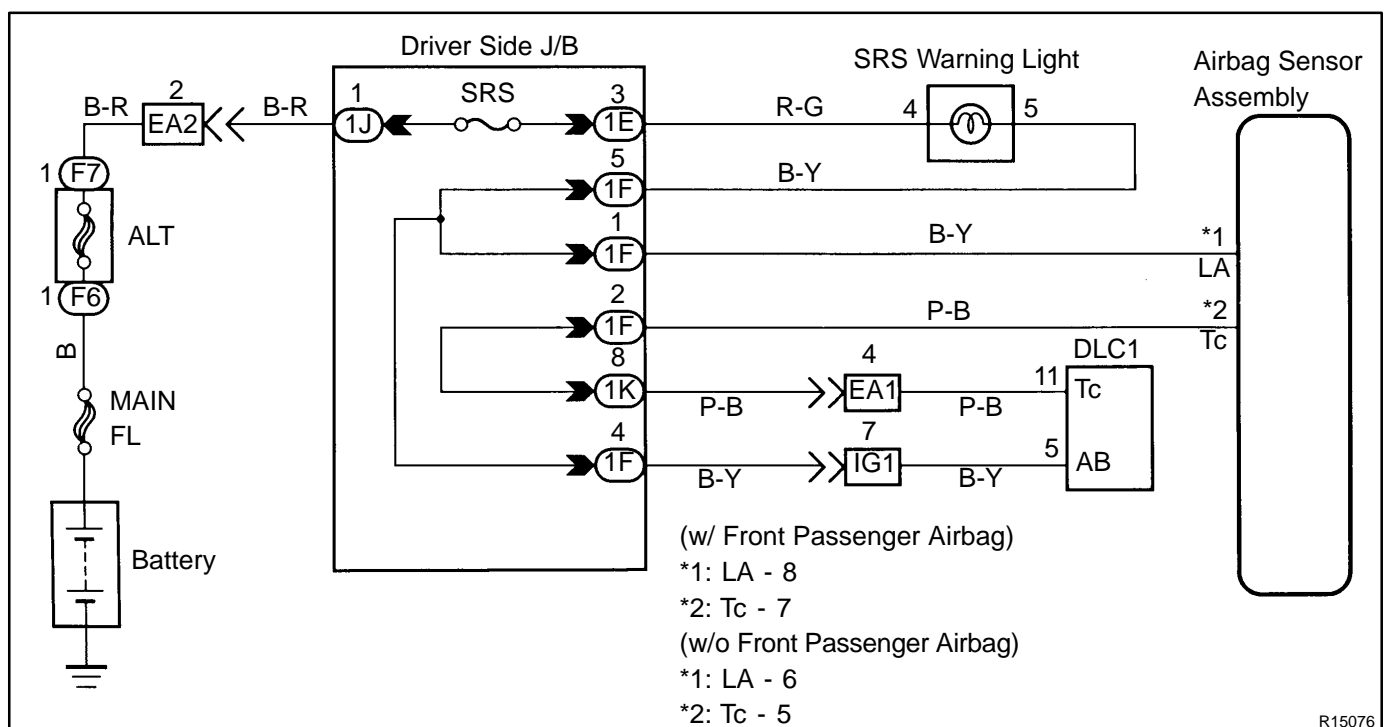 Driver Side J/B
SRS Warning Light
Airbag Sensor
Assembly
B-R
2
EA2
B-R
1
1J
SRS
3
1E
R-G
4
5
5
1F
B-Y
1
1F
B-Y
*1
LA
2
1F
P-B
*2
Tc
8
1K
P-B
4
EA1
P-B
DLC1
11
Tc
4
1F
B-Y
7
IG1
B-Y
5
AB
1
F7
ALT
1
F6
B
MAIN
FL
Battery
(w/ Front Passenger Airbag)
*1: LA - 8
*2: Tc - 7
(w/o Front Passenger Airbag)
*1: LA - 6
*2: Tc - 5
R15076